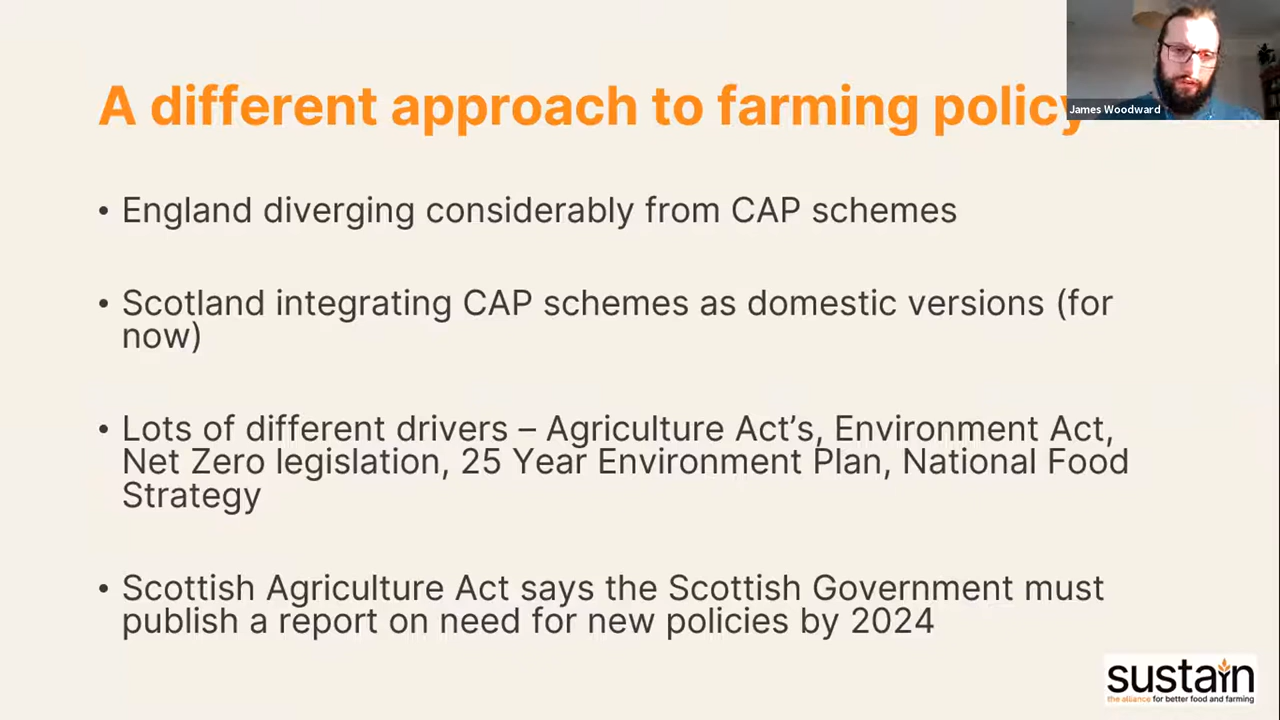 A different approach to farming policy
James Woodward
• England diverging considerably from CAP schemes
• Scotland integrating CAP schemes as domestic versions (for
now)
• Lots of different drivers – Agriculture Act’s, Environment Act,
Net Zero legislation, 25 Year Environment Plan, National Food
Strategy
• Scottish Agriculture Act says the Scottish Government must
publish a report on need for new policies by 2024
sustain
the alliance for better food and farming